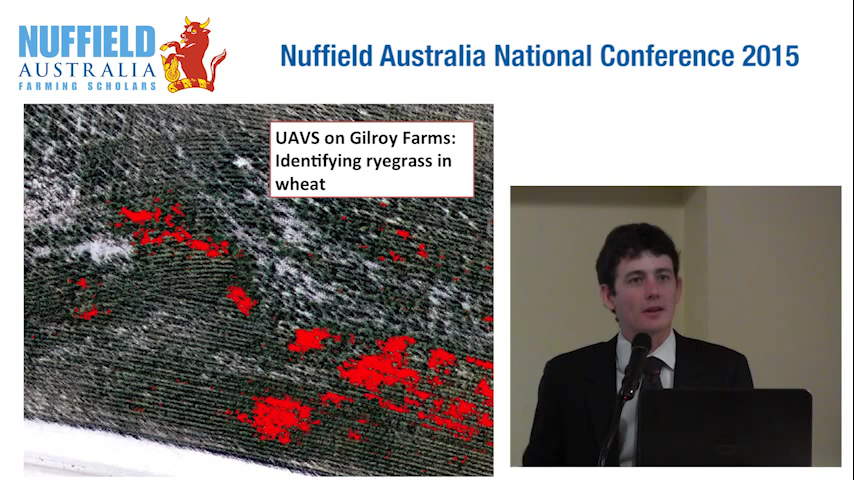 NUFFIELD
AUSTRALIA
FARMING SCHOLARS
Nuffield Australia National Conference 2015
UAVS on Gilroy Farms:
Identifying ryegrass in
wheat